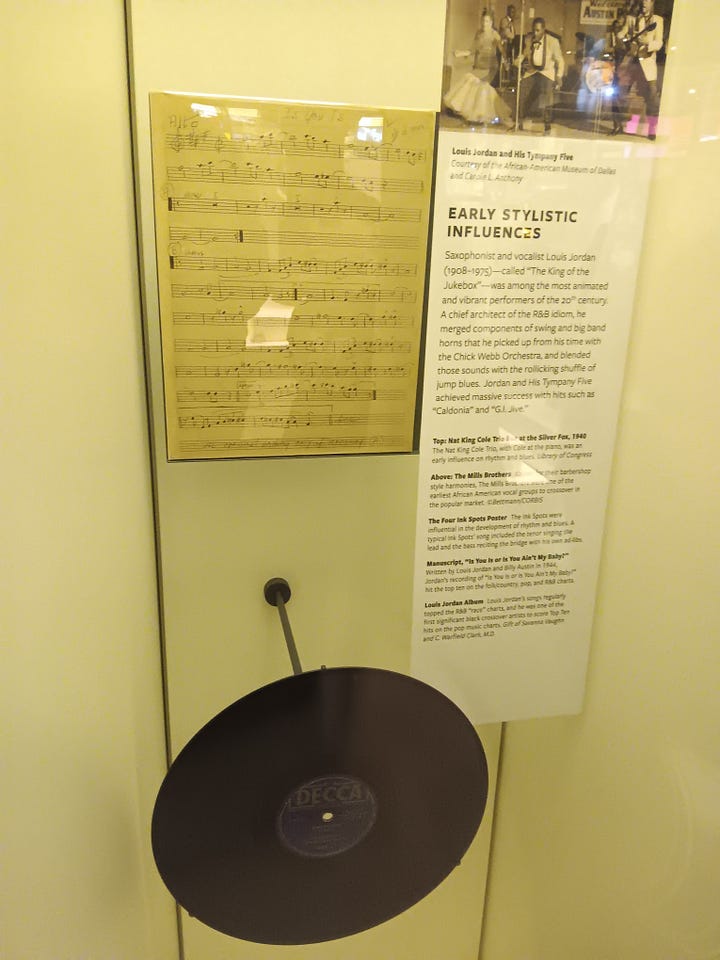 AUSTIN
Louis Jordan and His Tympany Five
Courtesy of the African-American Museum of Dallas
and Carole L. Anthony
EARLY STYLISTIC
INFLUENCES
Saxophonist and vocalist Louis Jordan
(1908–1975)—called “The King of the
Jukebox”—was among the most animated
and vibrant performers of the 20th century.
A chief architect of the R&B idiom, he
merged components of swing and big band
horns that he picked up from his time with
the Chick Webb Orchestra, and blended
those sounds with the rollicking shuffle of
jump blues. Jordan and His Tympany Five
achieved massive success with hits such as
“Caldonia” and “G.I. Jive.”
Top: Nat King Cole Trio at the Silver Fox, 1940
The Nat King Cole Trio, with Cole at the piano, was an
early influence on rhythm and blues. Library of Congress
Above: The Mills Brothers their barbershop
style harmonies, The Mills one of the
earliest African American vocal groups to crossover in
the popular market. ©Bettmann/CORBIS
The Four Ink Spots Poster The Ink Spots were
influential in the development of rhythm and blues. A
typical Ink Spots’ song included the tenor singing the
lead and the bass reciting the bridge with his own ad-libs.
Manuscript, “Is You Is or Is You Ain’t My Baby?”
Written by Louis Jordan and Billy Austin in 1944,
Jordan’s recording of “Is You Is or Is You Ain’t My Baby?”
hit the top ten on the folk/country, pop, and R&B charts.
Louis Jordan Album Louis Jordan’s songs regularly
topped the R&B “race” charts, and he was one of the
first significant black crossover artists to score Top Ten
hits on the pop music charts. Gift of Savanna Vaughn
and C. Warfield Clark, M.D.
Alto
Is You Is
DECCA